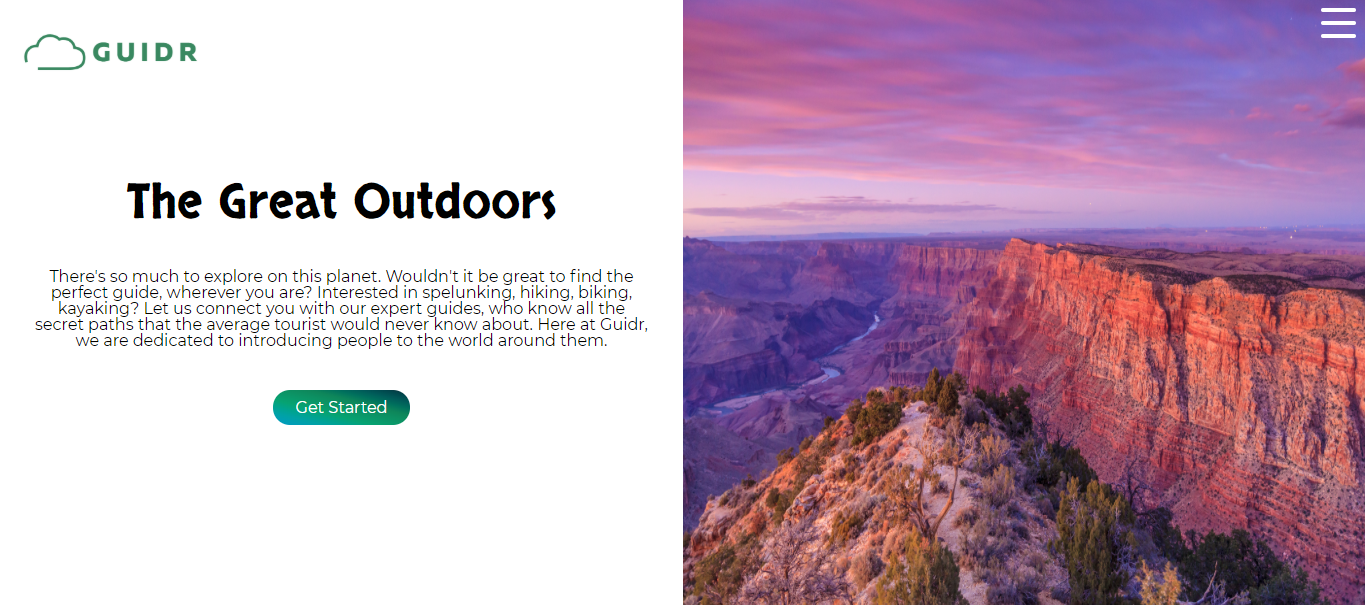 GUIDR
The Great Outdoors
There's so much to explore on this planet. Wouldn't it be great to find the
perfect guide, wherever you are? Interested in spelunking, hiking, biking,
kayaking? Let us connect you with our expert guides, who know all the
secret paths that the average tourist would never know about. Here at Guidr,
we are dedicated to introducing people to the world around them.
Get Started